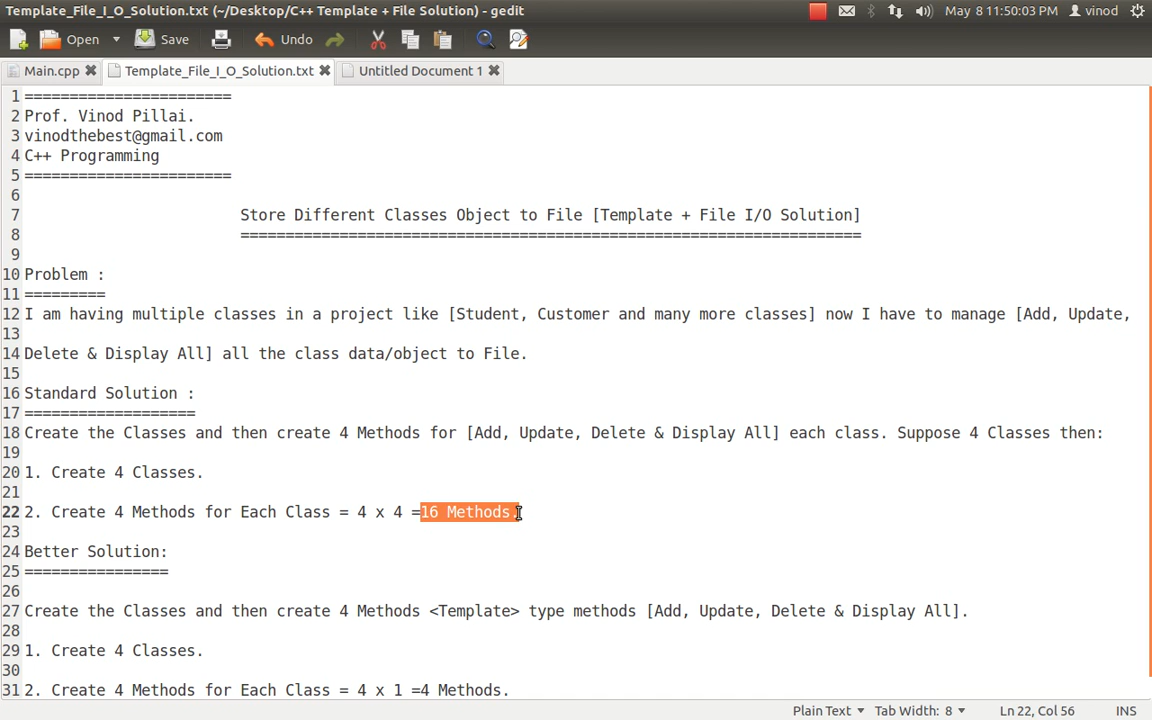 Template_File_I_O_Solution.txt (~/Desktop/C++ Template + File Solution) - gedit
May 8 11:50:03 PM vinod
Open Save Undo
Main.cpp Template_File_I_O_Solution.txt Untitled Document 1
1 =======================
2 Prof. Vinod Pillai.
3 vinodthebest@gmail.com
4 C++ Programming
5 =======================
6
7 Store Different Classes Object to File [Template + File I/O Solution]
8 =====================================================================
9
10 Problem :
11 =========
12 I am having multiple classes in a project like [Student, Customer and many more classes] now I have to manage [Add, Update,
13
14 Delete & Display All] all the class data/object to File.
15
16 Standard Solution :
17 ===================
18 Create the Classes and then create 4 Methods for [Add, Update, Delete & Display All] each class. Suppose 4 Classes then:
19
20 1. Create 4 Classes.
21
22 2. Create 4 Methods for Each Class = 4 x 4 =16 Methods.
23
24 Better Solution:
25 ================
26
27 Create the Classes and then create 4 Methods <Template> type methods [Add, Update, Delete & Display All].
28
29 1. Create 4 Classes.
30
31 2. Create 4 Methods for Each Class = 4 x 1 =4 Methods.
Plain Text Tab Width: 8 Ln 22, Col 56 INS